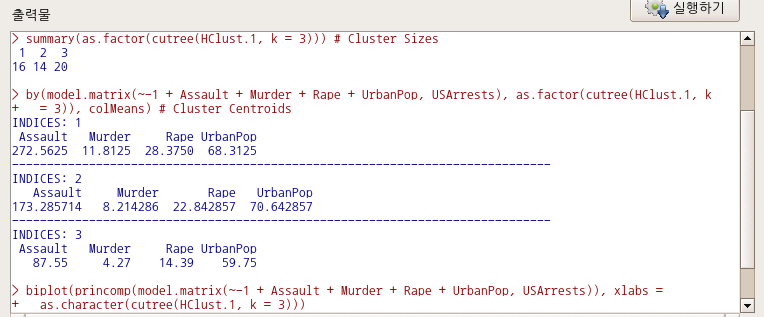 출력물
실행하기
> summary(as.factor(cutree(HClust.1, k = 3))) # Cluster Sizes
 1  2  3
16 14 20
> by(model.matrix(~-1 + Assault + Murder + Rape + UrbanPop, USArrests), as.factor(cutree(HClust.1, k
+   = 3)), colMeans) # Cluster Centroids
INDICES: 1
 Assault   Murder     Rape UrbanPop
272.5625  11.8125  28.3750  68.3125
------------------------------------------------------------------------------
INDICES: 2
   Assault     Murder       Rape   UrbanPop
173.285714   8.214286  22.842857  70.642857
------------------------------------------------------------------------------
INDICES: 3
 Assault   Murder     Rape UrbanPop
   87.55     4.27    14.39    59.75
> biplot(princomp(model.matrix(~-1 + Assault + Murder + Rape + UrbanPop, USArrests)), xlabs =
+   as.character(cutree(HClust.1, k = 3)))